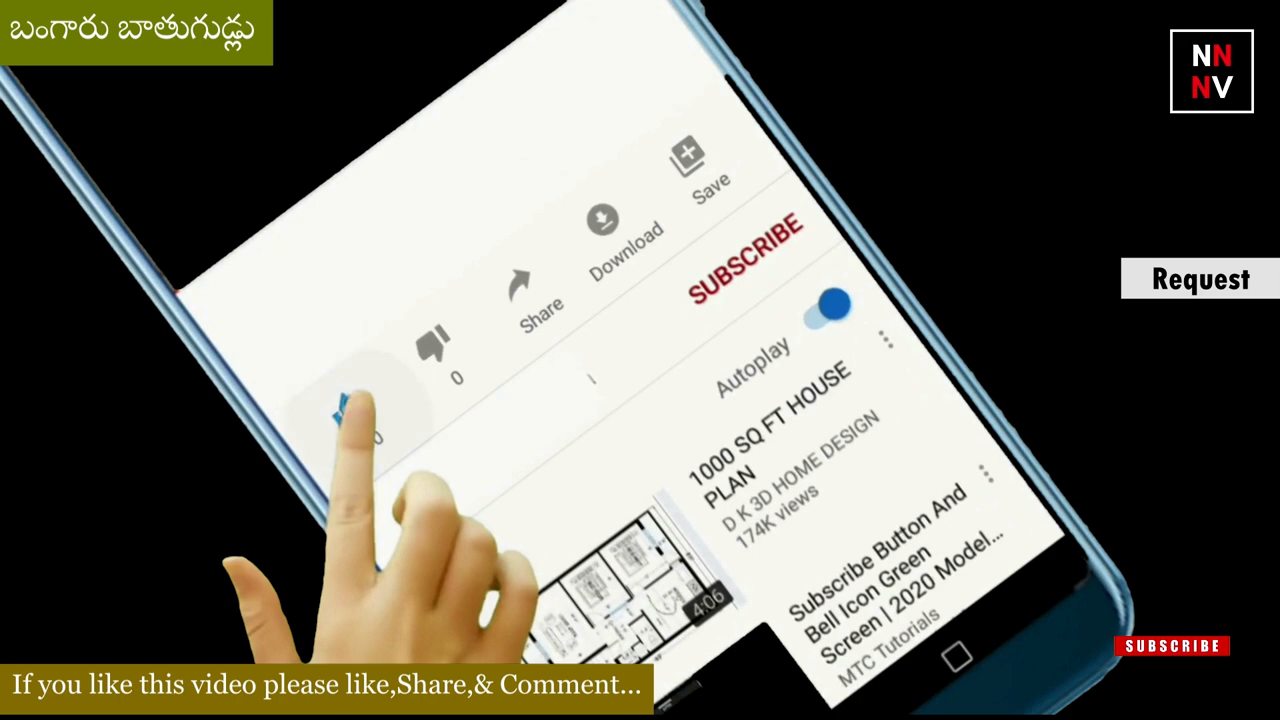 బంగారు బాతుగుడ్లు
NN
NV
Save
Download
Share
0
0
SUBSCRIBE
Request
Autoplay
1000 SQ FT HOUSE
PLAN
D K 3D HOME DESIGN
174K views
4:06
Subscribe Button And
Bell Icon Green
Screen | 2020 Model...
MTC Tutorials
SUBSCRIBE
If you like this video please like,Share,& Comment...